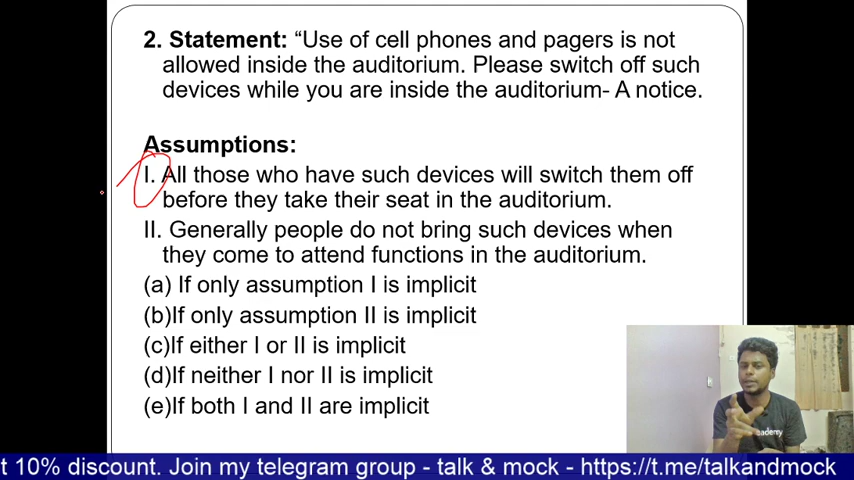 2. Statement: “Use of cell phones and pagers is not
allowed inside the auditorium. Please switch off such
devices while you are inside the auditorium- A notice.
Assumptions:
I. All those who have such devices will switch them off
before they take their seat in the auditorium.
II. Generally people do not bring such devices when
they come to attend functions in the auditorium.
(a) If only assumption I is implicit
(b)If only assumption II is implicit
(c)If either I or II is implicit
(d)If neither I nor II is implicit
(e)If both I and II are implicit
ademy
t 10% discount. Join my telegram group - talk & mock - https://t.me/talkandmock